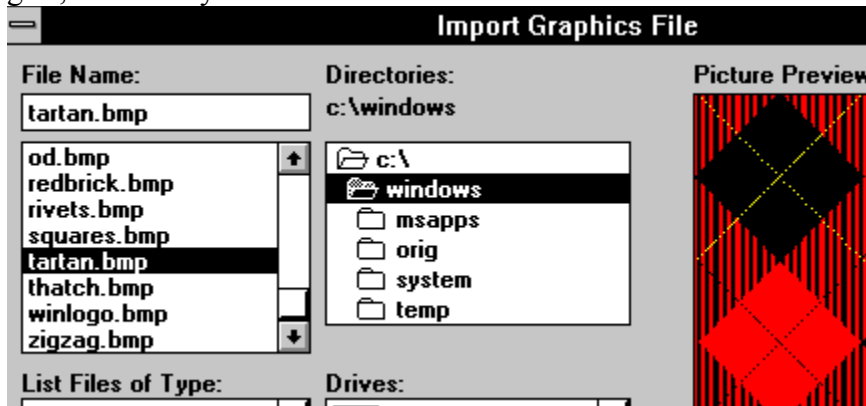 Import Graphics File
File Name:
tartan.bmp
od.bmp
redbrick.bmp
rivets.bmp
squares.bmp
tartan.bmp
thatch.bmp
winlogo.bmp
zigzag.bmp
List Files of Type:
Directories:
c:\windows
c:\
windows
msapps
orig
system
temp
Drives:
Picture Preview